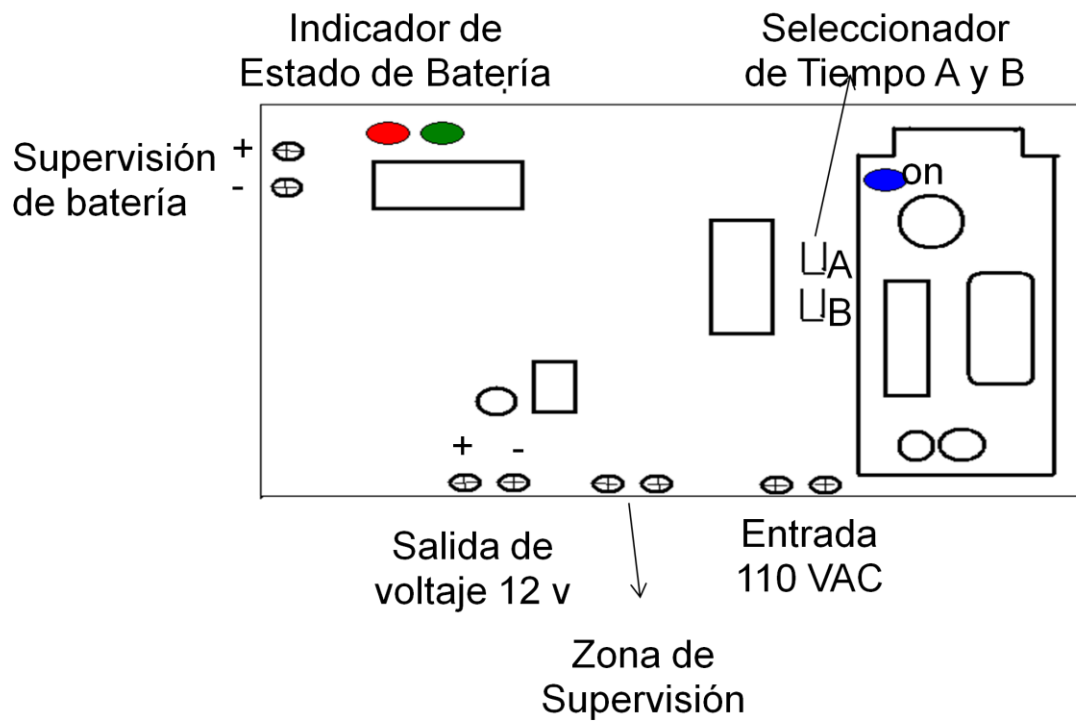 Indicador de
Estado de Batería
Seleccionador
de Tiempo A y B
Supervisión
de batería
+
-
on
A
B
+ -
Salida de
voltaje 12 v
Entrada
110 VAC
Zona de
Supervisión